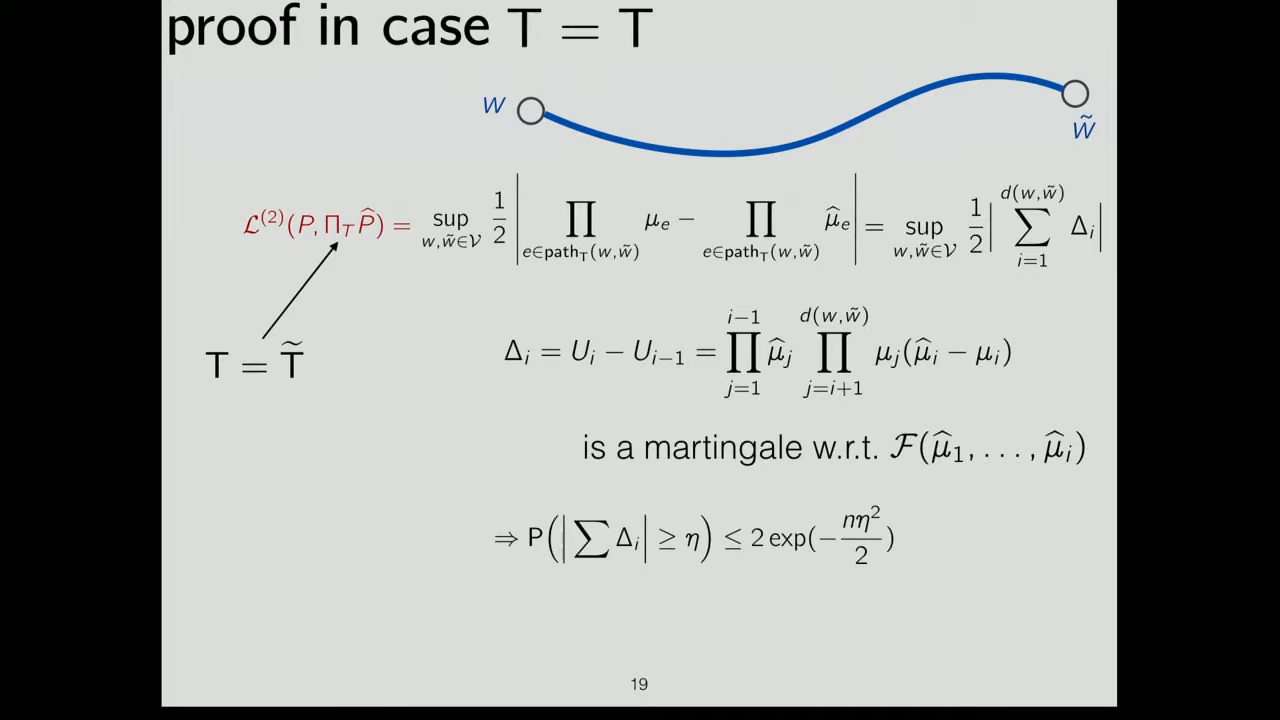 proof in case T = T
w
w̃
ℒ⁽²⁾(P, Π_T P̂) = sup_{w,w̃∈𝒱} 1/2 | ∏_{e∈path_T(w,w̃)} μ_e − ∏_{e∈path_T(w,w̃)} μ̂_e | = sup_{w,w̃∈𝒱} 1/2 | ∑_{i=1}^{d(w,w̃)} Δ_i |
T = T̃
Δ_i = U_i − U_{i−1} = ∏_{j=1}^{i−1} μ̂_j ∏_{j=i+1}^{d(w,w̃)} μ_j(μ̂_i − μ_i)
is a martingale w.r.t. ℱ(μ̂_1, . . . , μ̂_i)
⇒ P(| ∑ Δ_i | ≥ η) ≤ 2 exp(−nη²/2)
19